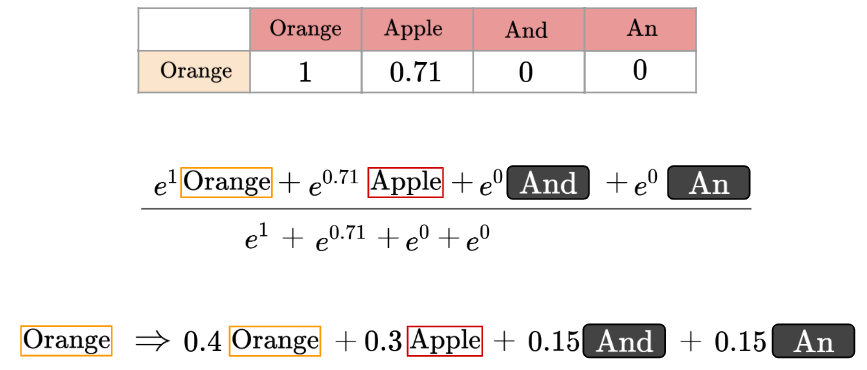 Orange Apple And An
Orange 1 0.71 0 0
e^1 Orange + e^0.71 Apple + e^0 And + e^0 An
e^1 + e^0.71 + e^0 + e^0
Orange ⟹ 0.4 Orange + 0.3 Apple + 0.15 And + 0.15 An